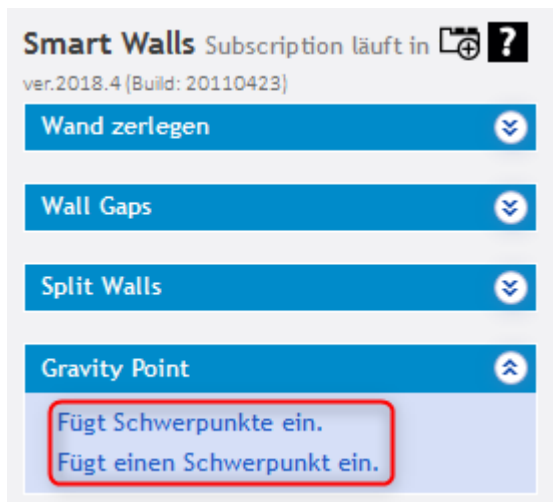 Smart Walls Subscription läuft in ?
ver.2018.4 (Build: 20110423)
Wand zerlegen
Wall Gaps
Split Walls
Gravity Point
Fügt Schwerpunkte ein.
Fügt einen Schwerpunkt ein.